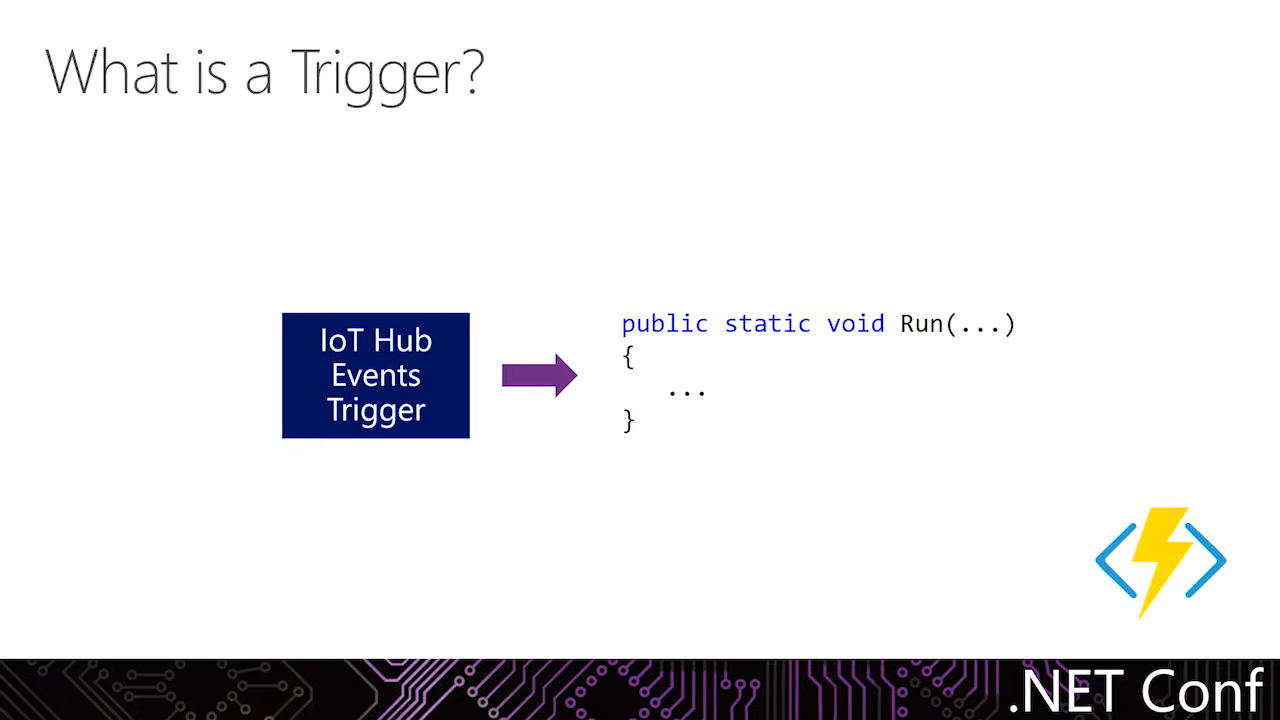 What is a Trigger?
IoT Hub
Events
Trigger
public static void Run(...)
{
...
}
.NET Conf